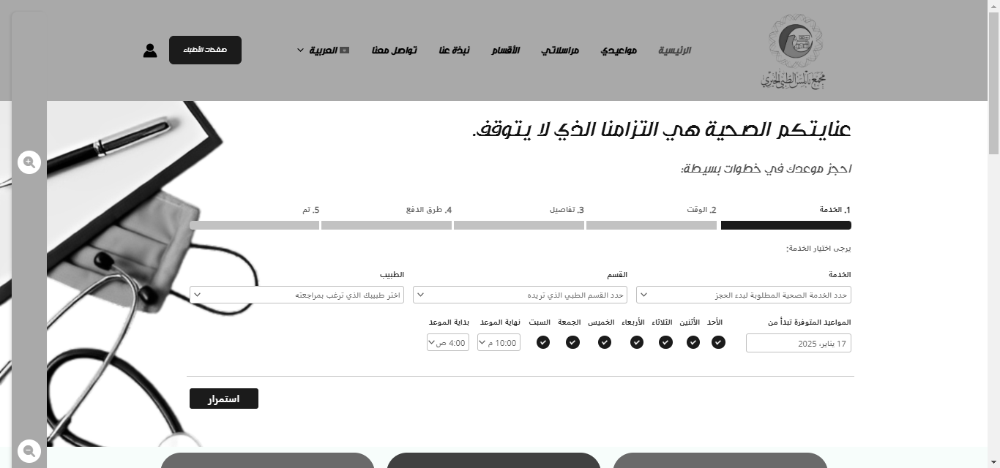 مجمع نابلس الطبي الخيري
الرئيسية مواعيدي مراسلاتي الأقسام نبذة عنا تواصل معنا العربية
صفحات الأطباء
عنايتكم الصحية هي التزامنا الذي لا يتوقف.
احجز موعدك في خطوات بسيطة:
1. الخدمة 2. الوقت 3. تفاصيل 4. طرق الدفع 5. تم
يرجى اختيار الخدمة:
الخدمة القسم الطبيب
حدد الخدمة الصحية المطلوبة لبدء الحجز حدد القسم الطبي الذي تريده اختر طبيبك الذي ترغب بمراجعته
المواعيد المتوفرة تبدأ من الأحد الأثنين الثلاثاء الأربعاء الخميس الجمعة السبت نهاية الموعد بداية الموعد
17 يناير، 2025 10:00 م 4:00 ص
استمرار